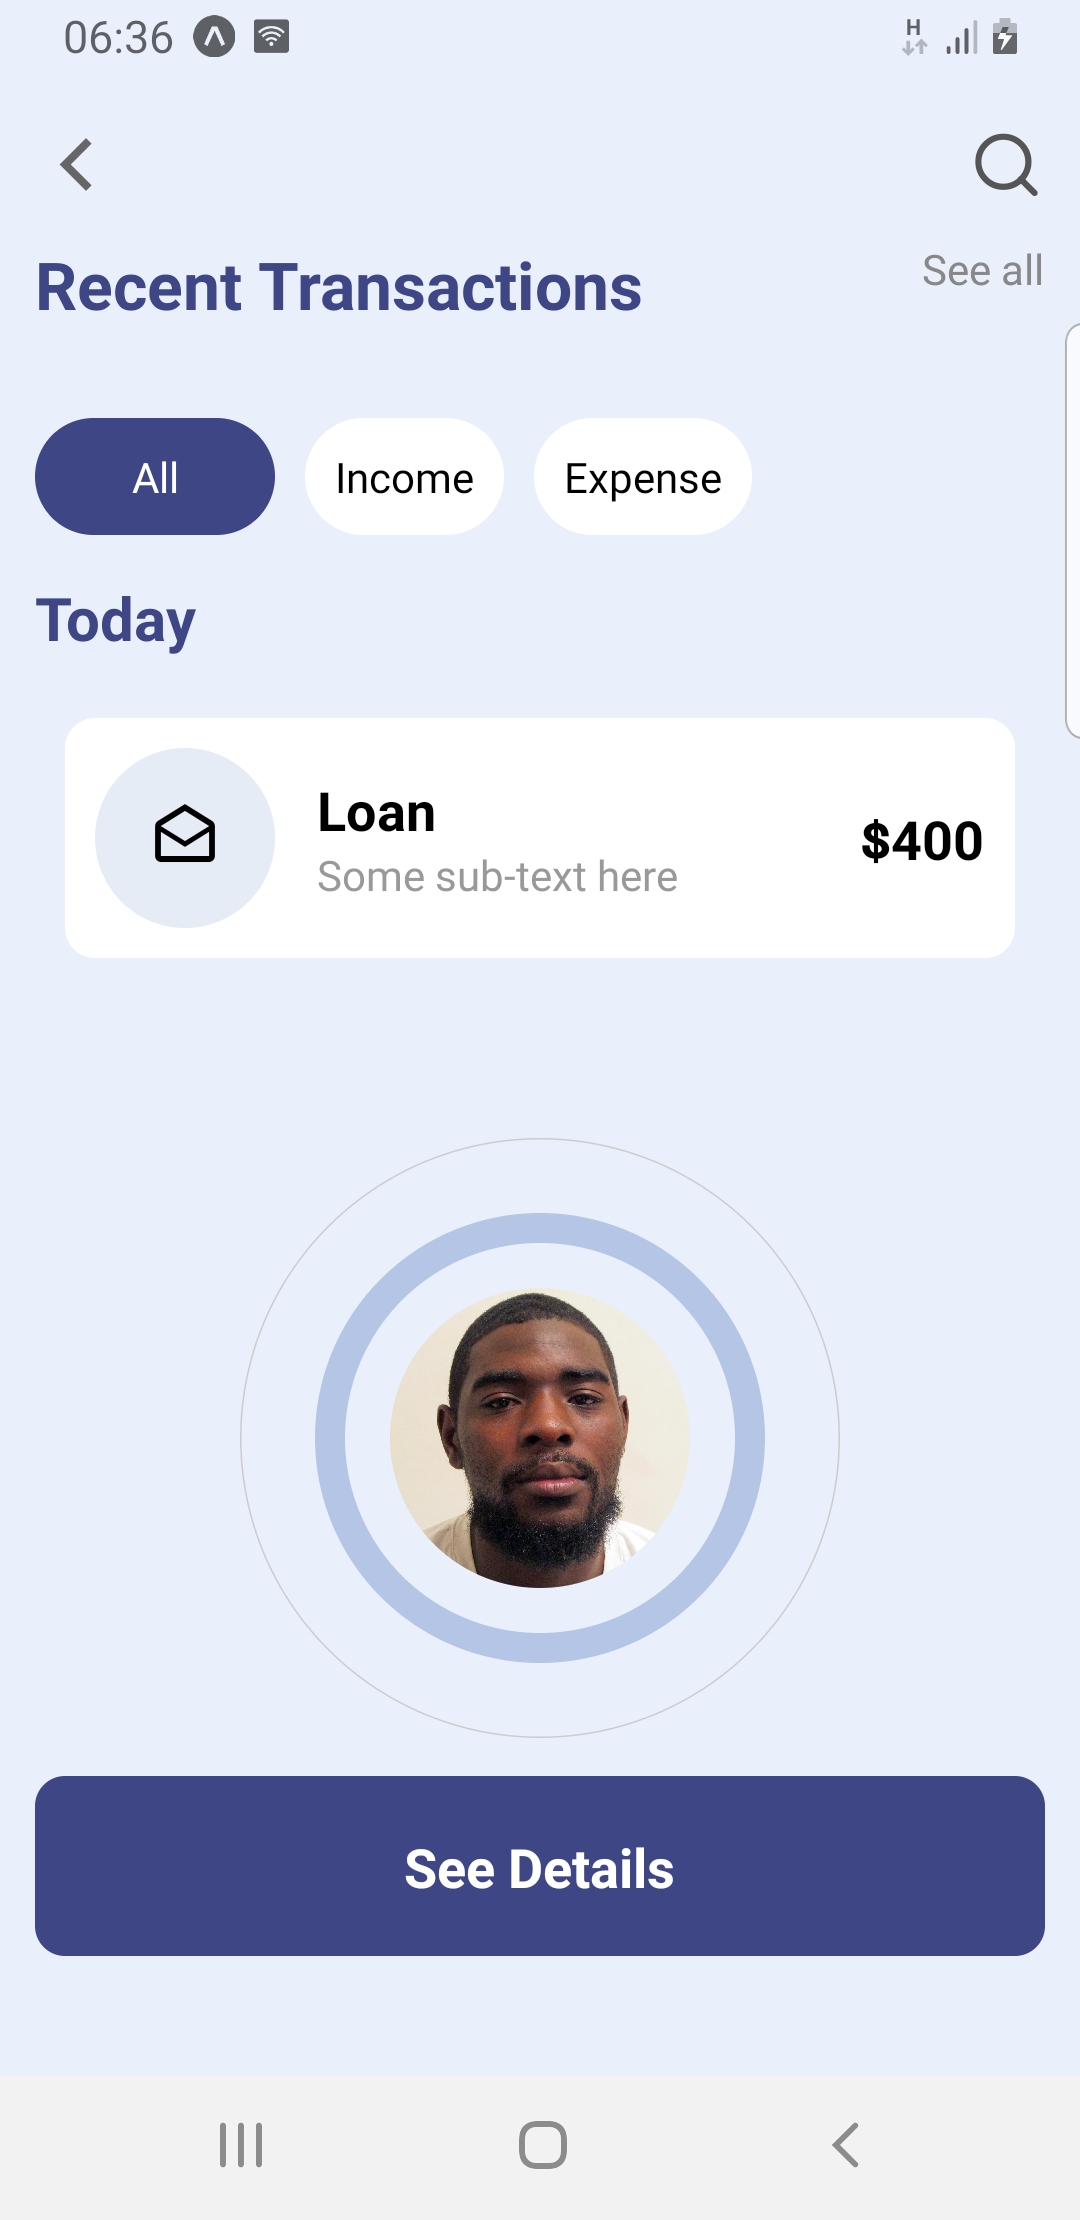 06:36
H
Recent Transactions
See all
All
Income
Expense
Today
Loan
Some sub-text here
$400
See Details